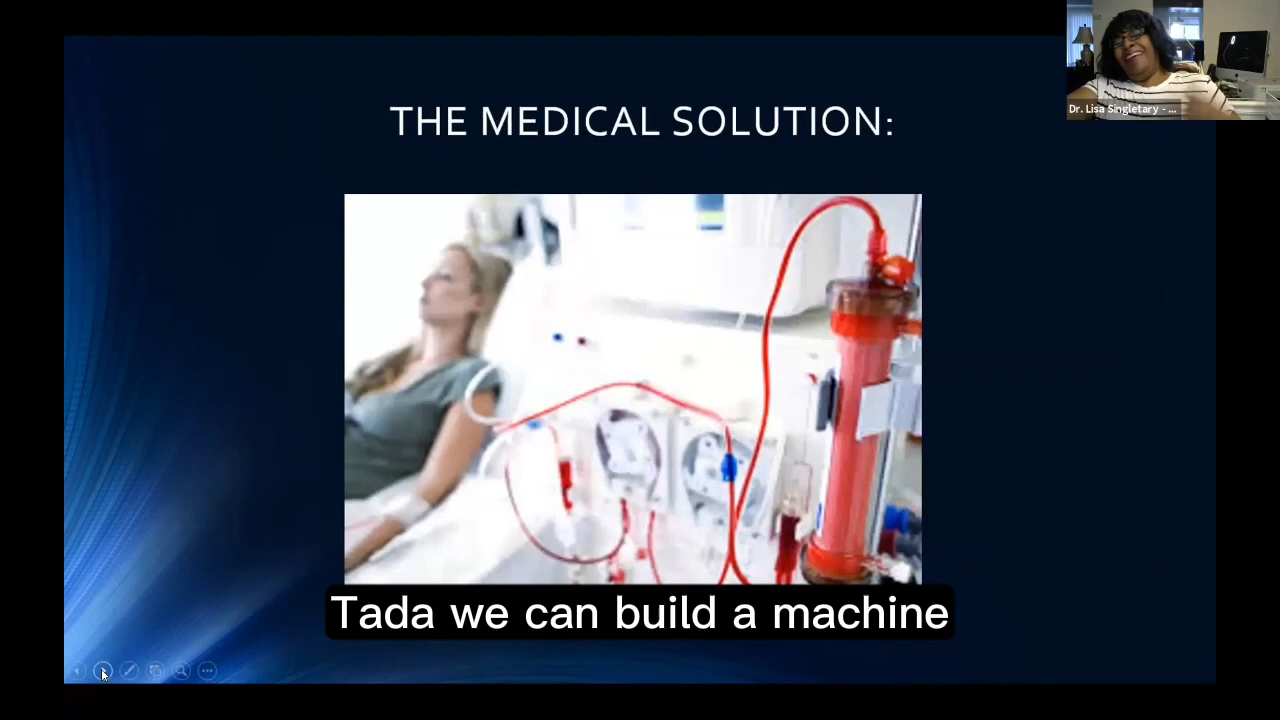 Dr. Lisa Singletary - ...
THE MEDICAL SOLUTION:
Tada we can build a machine